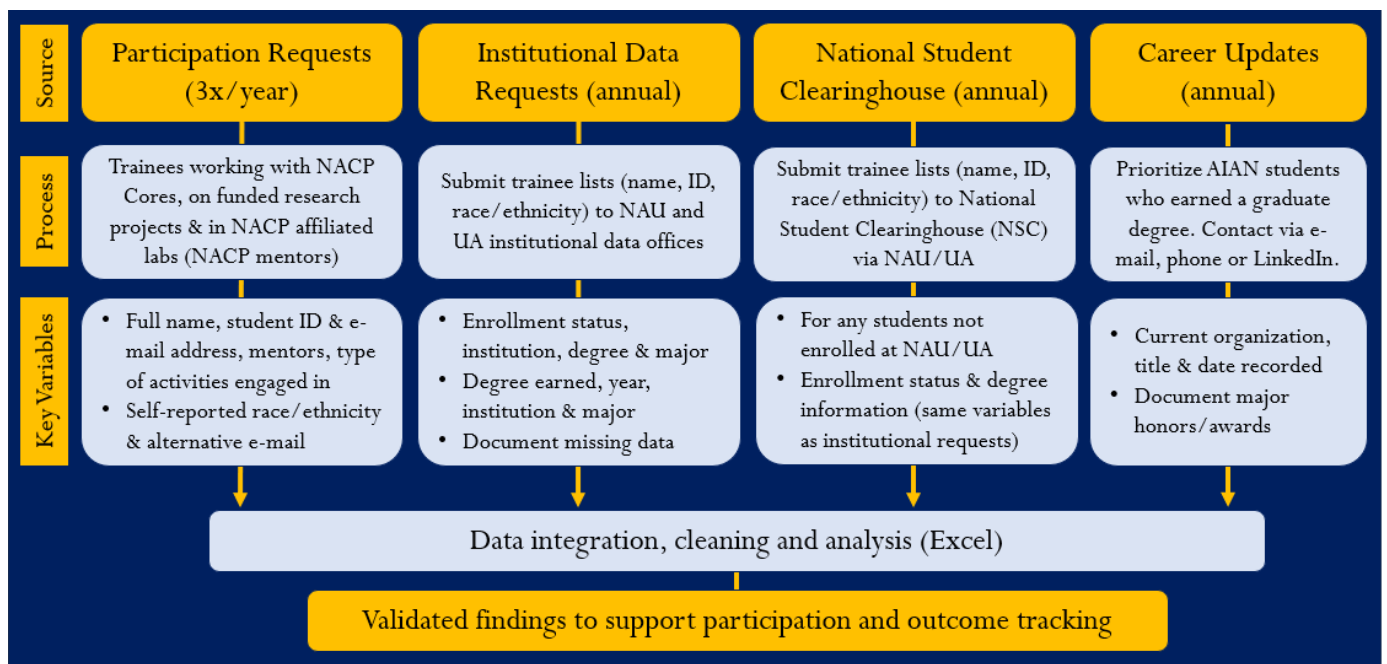 Source
Participation Requests
(3x/year)
Institutional Data
Requests (annual)
National Student
Clearinghouse (annual)
Career Updates
(annual)
Process
Trainees working with NACP
Cores, on funded research
projects & in NACP affiliated
labs (NACP mentors)
Submit trainee lists (name, ID,
race/ethnicity) to NAU and
UA institutional data offices
Submit trainee lists (name, ID,
race/ethnicity) to National
Student Clearinghouse (NSC)
via NAU/UA
Prioritize AIAN students
who earned a graduate
degree. Contact via e-
mail, phone or LinkedIn.
Key Variables
• Full name, student ID & e-
mail address, mentors, type
of activities engaged in
• Self-reported race/ethnicity
& alternative e-mail
• Enrollment status,
institution, degree & major
• Degree earned, year,
institution & major
• Document missing data
• For any students not
enrolled at NAU/UA
• Enrollment status & degree
information (same variables
as institutional requests)
• Current organization,
title & date recorded
• Document major
honors/awards
Data integration, cleaning and analysis (Excel)
Validated findings to support participation and outcome tracking